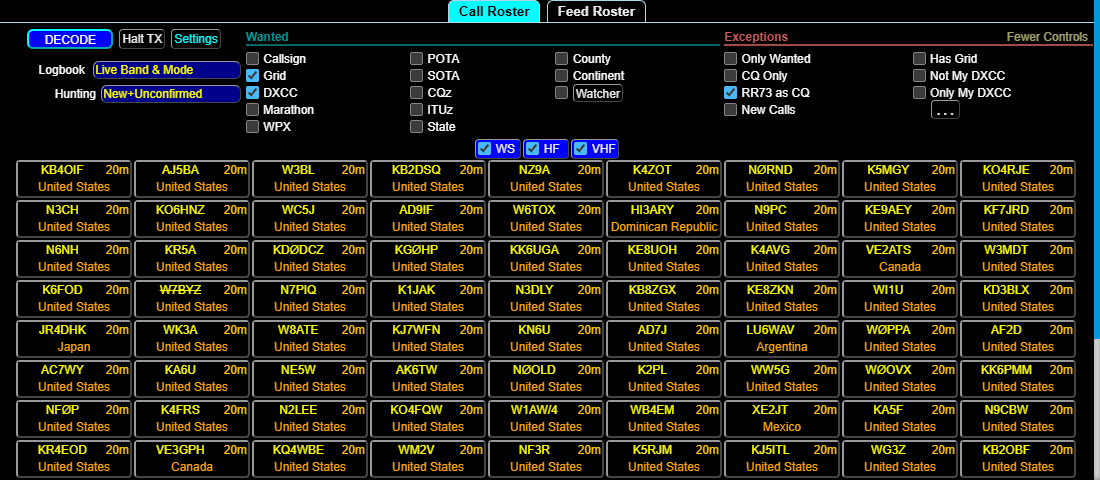 Call Roster Feed Roster
DECODE Halt TX Settings
Wanted
Exceptions Fewer Controls
Logbook Live Band & Mode
Hunting New+Unconfirmed
Callsign POTA County Only Wanted Has Grid
Grid SOTA Continent CQ Only Not My DXCC
DXCC CQz Watcher RR73 as CQ Only My DXCC
Marathon ITUz New Calls ...
WPX State
WS HF VHF
KB4OIF 20m AJ5BA 20m W3BL 20m KB2DSQ 20m NZ9A 20m K4ZOT 20m NØRND 20m K5MGY 20m KO4RJE 20m
United States United States United States United States United States United States United States United States United States
N3CH 20m KO6HNZ 20m WC5J 20m AD9IF 20m W6TOX 20m HI3ARY 20m N9PC 20m KE9AEY 20m KF7JRD 20m
United States United States United States United States United States Dominican Republic United States United States United States
N6NH 20m KR5A 20m KDØDCZ 20m KGØHP 20m KK6UGA 20m KE8UOH 20m K4AVG 20m VE2ATS 20m W3MDT 20m
United States United States United States United States United States United States United States Canada United States
K6FOD 20m W7BYZ 20m N7PIQ 20m K1JAK 20m N3DLY 20m KB8ZGX 20m KE8ZKN 20m WI1U 20m KD3BLX 20m
United States United States United States United States United States United States United States United States United States
JR4DHK 20m WK3A 20m W8ATE 20m KJ7WFN 20m KN6U 20m AD7J 20m LU6WAV 20m WØPPA 20m AF2D 20m
Japan United States United States United States United States United States Argentina United States United States
AC7WY 20m KA6U 20m NE5W 20m AK6TW 20m NØOLD 20m K2PL 20m WW5G 20m WØOVX 20m KK6PMM 20m
United States United States United States United States United States United States United States United States United States
NFØP 20m K4FRS 20m N2LEE 20m KO4FQW 20m W1AW/4 20m WB4EM 20m XE2JT 20m KA5F 20m N9CBW 20m
United States United States United States United States United States United States Mexico United States United States
KR4EOD 20m VE3GPH 20m KQ4WBE 20m WM2V 20m NF3R 20m K5RJM 20m KJ5ITL 20m WG3Z 20m KB2OBF 20m
United States Canada United States United States United States United States United States United States United States